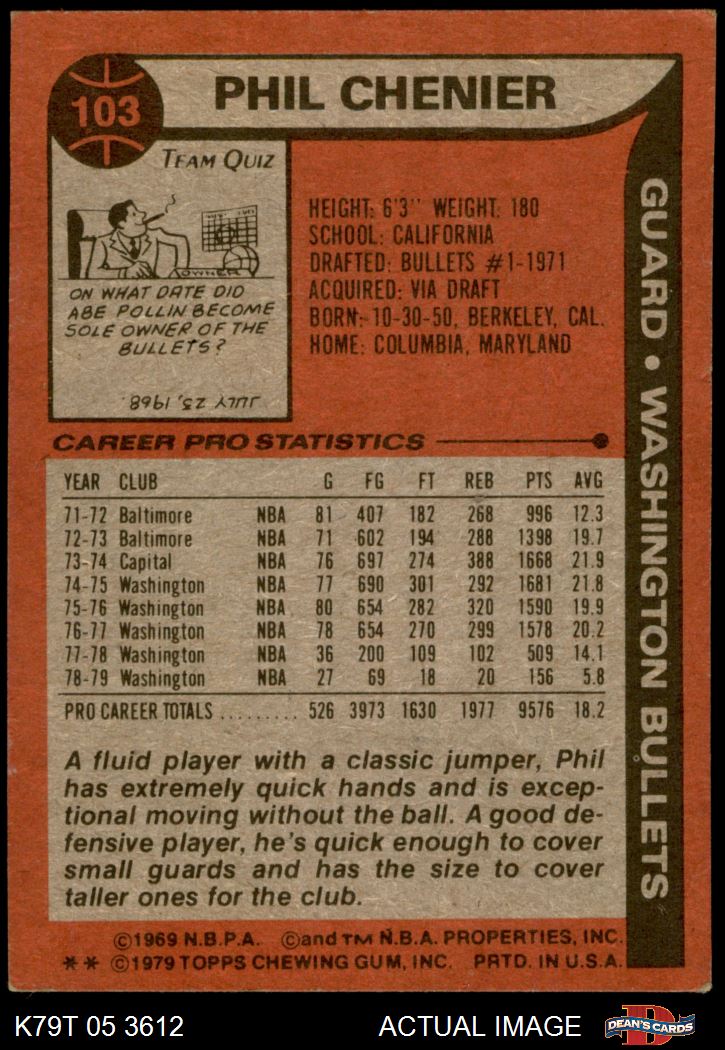 103
PHIL CHENIER
TEAM QUIZ
OWNER
ON WHAT DATE DID
ABE POLLIN BECOME
SOLE OWNER OF THE
BULLETS?
JULY 25, 1968.
HEIGHT: 6'3" WEIGHT: 180
SCHOOL: CALIFORNIA
DRAFTED: BULLETS #1-1971
ACQUIRED: VIA DRAFT
BORN: 10-30-50, BERKELEY, CAL.
HOME: COLUMBIA, MARYLAND
GUARD • WASHINGTON BULLETS
CAREER PRO STATISTICS
YEAR CLUB G FG FT REB PTS AVG
71-72 Baltimore NBA 81 407 182 268 996 12.3
72-73 Baltimore NBA 71 602 194 288 1398 19.7
73-74 Capital NBA 76 697 274 388 1668 21.9
74-75 Washington NBA 77 690 301 292 1681 21.8
75-76 Washington NBA 80 654 282 320 1590 19.9
76-77 Washington NBA 78 654 270 299 1578 20.2
77-78 Washington NBA 36 200 109 102 509 14.1
78-79 Washington NBA 27 69 18 20 156 5.8
PRO CAREER TOTALS ......... 526 3973 1630 1977 9576 18.2
A fluid player with a classic jumper, Phil
has extremely quick hands and is excep-
tional moving without the ball. A good de-
fensive player, he's quick enough to cover
small guards and has the size to cover
taller ones for the club.
©1969 N.B.P.A. ©and TM N.B.A. PROPERTIES, INC.
** ©1979 TOPPS CHEWING GUM, INC. PRTD. IN U.S.A.
K79T 05 3612
ACTUAL IMAGE
D
DEAN'S CARDS